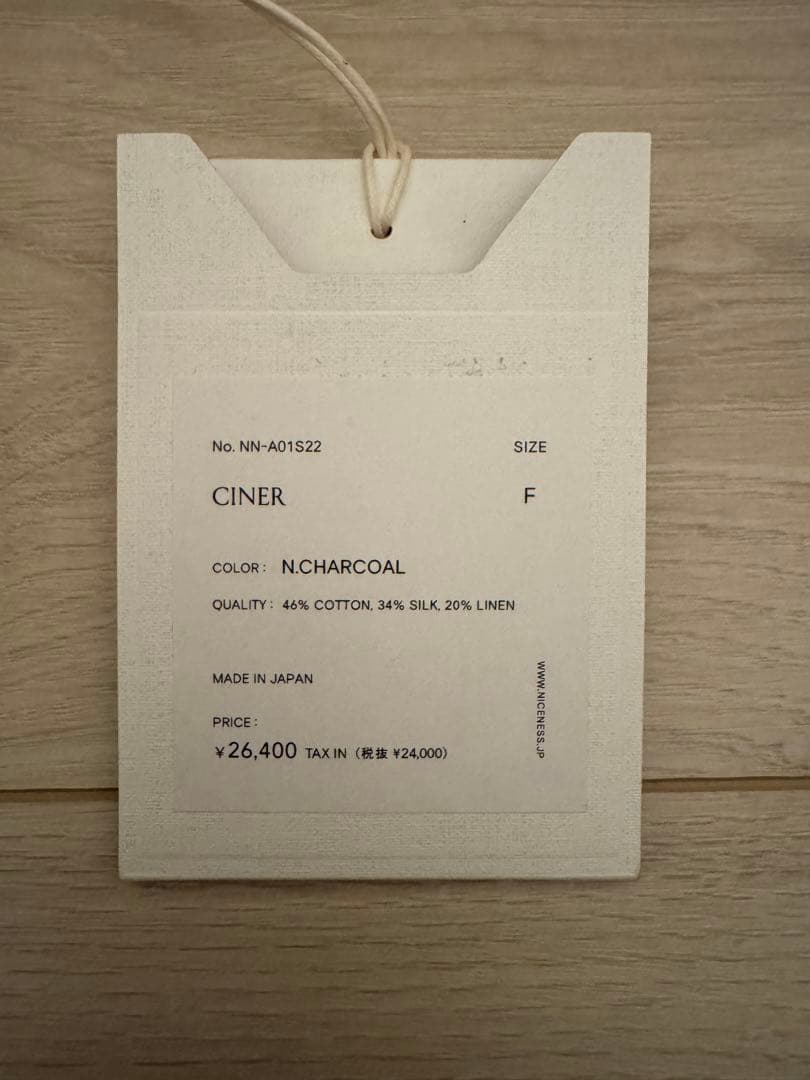 No. NN-A01S22 SIZE
CINER F
COLOR : N.CHARCOAL
QUALITY : 46% COTTON, 34% SILK, 20% LINEN
MADE IN JAPAN
PRICE :
¥26,400 TAX IN (税抜 ¥24,000)
WWW.NICENESS.JP